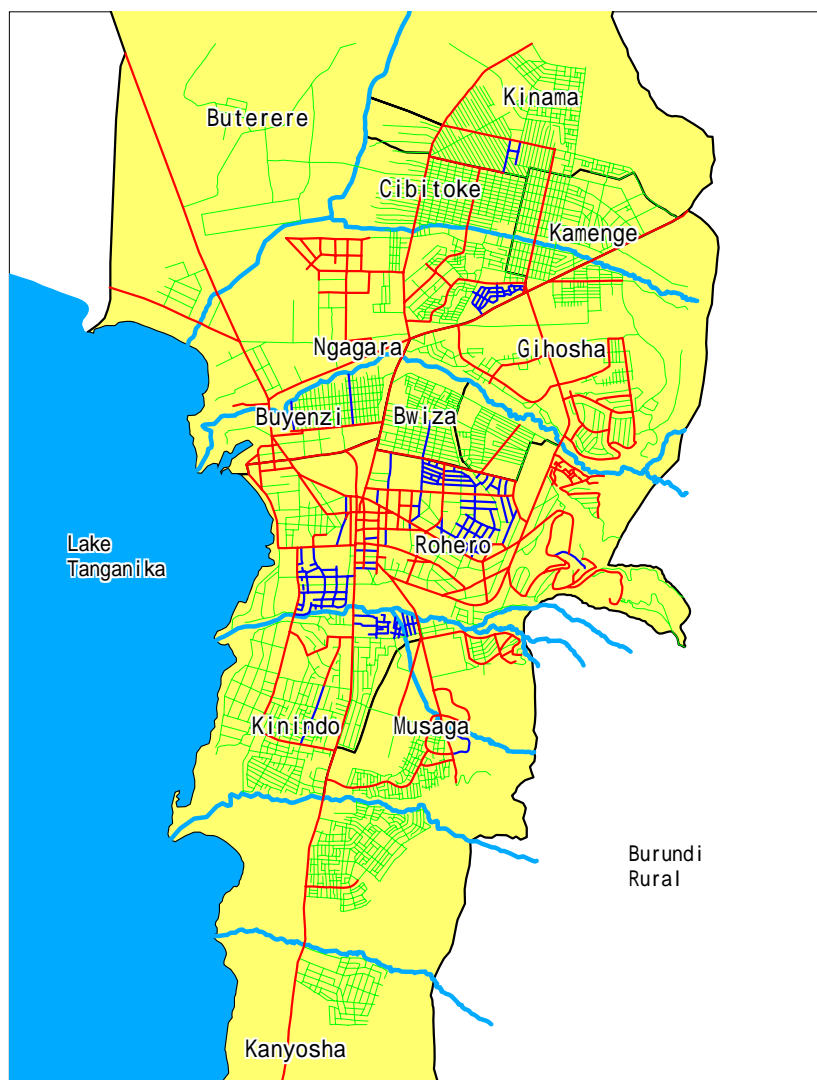 Kinama
Buterere
Cibitoke
Kamenge
Ngagara
Gihosha
Buyenzi
Bwiza
Lake
Tanganika
Rohero
Kinindo
Musaga
Burundi
Rural
Kanyosha